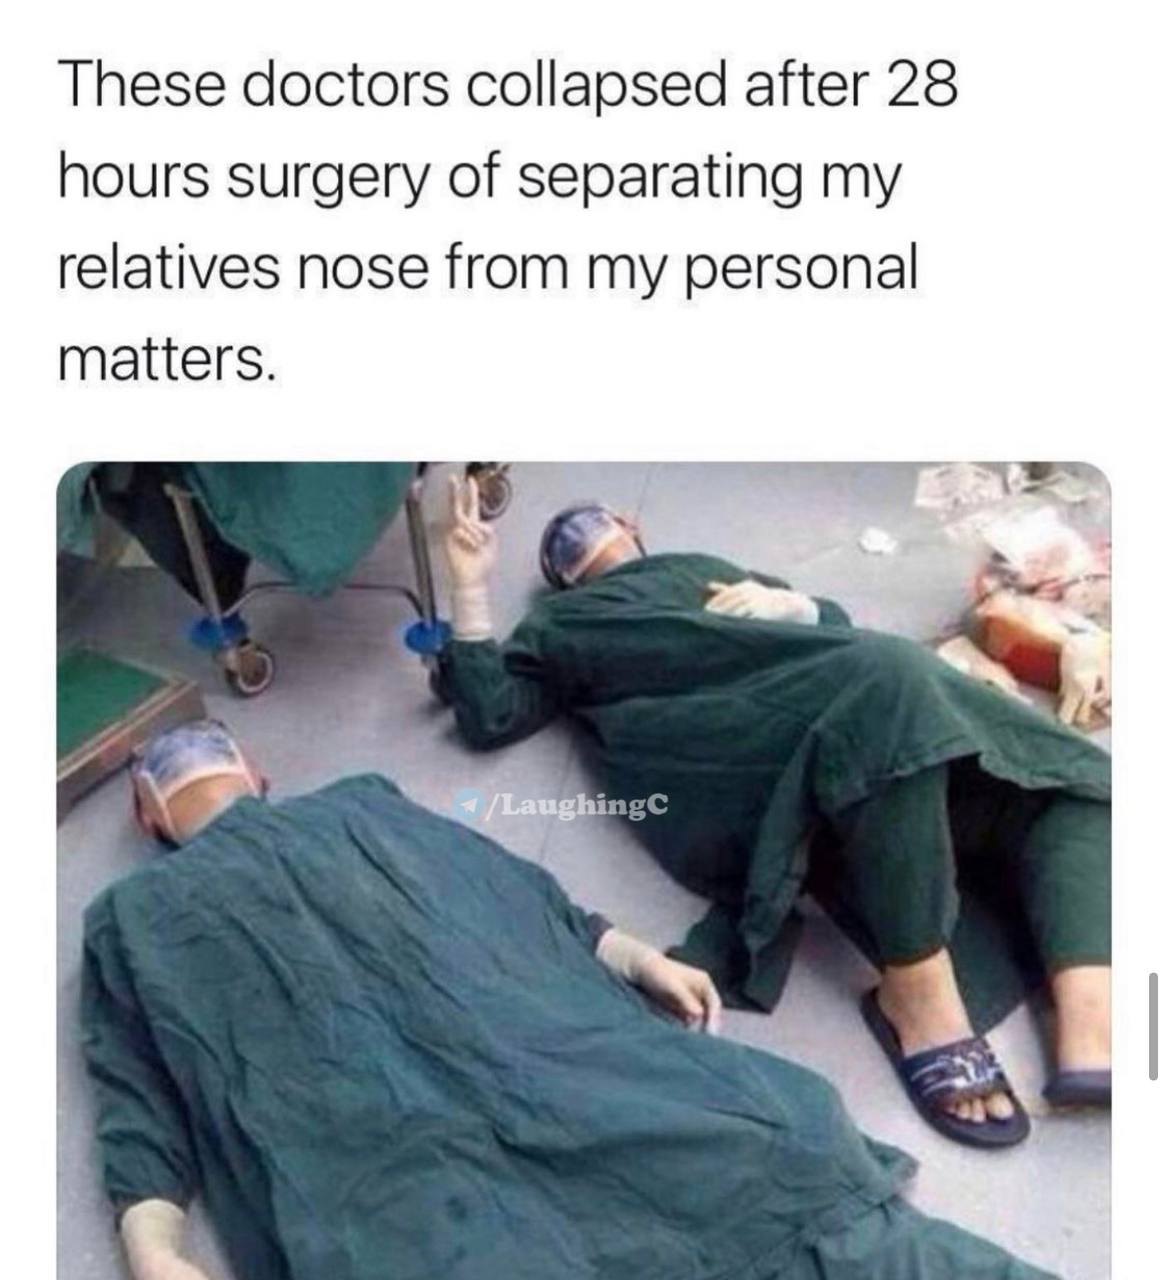 These doctors collapsed after 28
hours surgery of separating my
relatives nose from my personal
matters.
/LaughingC